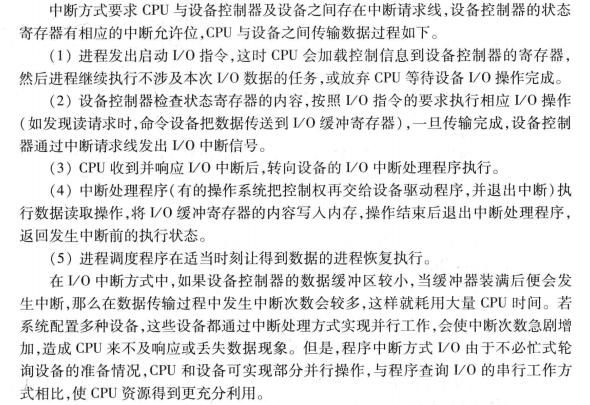 中断方式要求 CPU 与设备控制器及设备之间存在中断请求线,设备控制器的状态
寄存器有相应的中断允许位,CPU 与设备之间传输数据过程如下。
(1) 进程发出启动 I/O 指令,这时 CPU 会加载控制信息到设备控制器的寄存器,
然后进程继续执行不涉及本次 I/O 数据的任务,或放弃 CPU 等待设备 I/O 操作完成。
(2) 设备控制器检查状态寄存器的内容,按照 I/O 指令的要求执行相应 I/O 操作
(如发现读请求时,命令设备把数据传送到 I/O 缓冲寄存器),一旦传输完成,设备控制
器通过中断请求线发出 I/O 中断信号。
(3) CPU 收到并响应 I/O 中断后,转向设备的 I/O 中断处理程序执行。
(4) 中断处理程序(有的操作系统把控制权再交给设备驱动程序,并退出中断)执
行数据读取操作,将 I/O 缓冲寄存器的内容写入内存,操作结束后退出中断处理程序,
返回发生中断前的执行状态。
(5) 进程调度程序在适当时刻让得到数据的进程恢复执行。
在 I/O 中断方式中,如果设备控制器的数据缓冲区较小,当缓冲器装满后便会发
生中断,那么在数据传输过程中发生中断次数会较多,这样就耗用大量 CPU 时间。若
系统配置多种设备,这些设备都通过中断处理方式实现并行工作,会使中断次数急剧增
加,造成 CPU 来不及响应或丢失数据现象。但是,程序中断方式 I/O 由于不必忙式轮
询设备的准备情况,CPU 和设备可实现部分并行操作,与程序查询 I/O 的串行工作方
式相比,使 CPU 资源得到更充分利用。